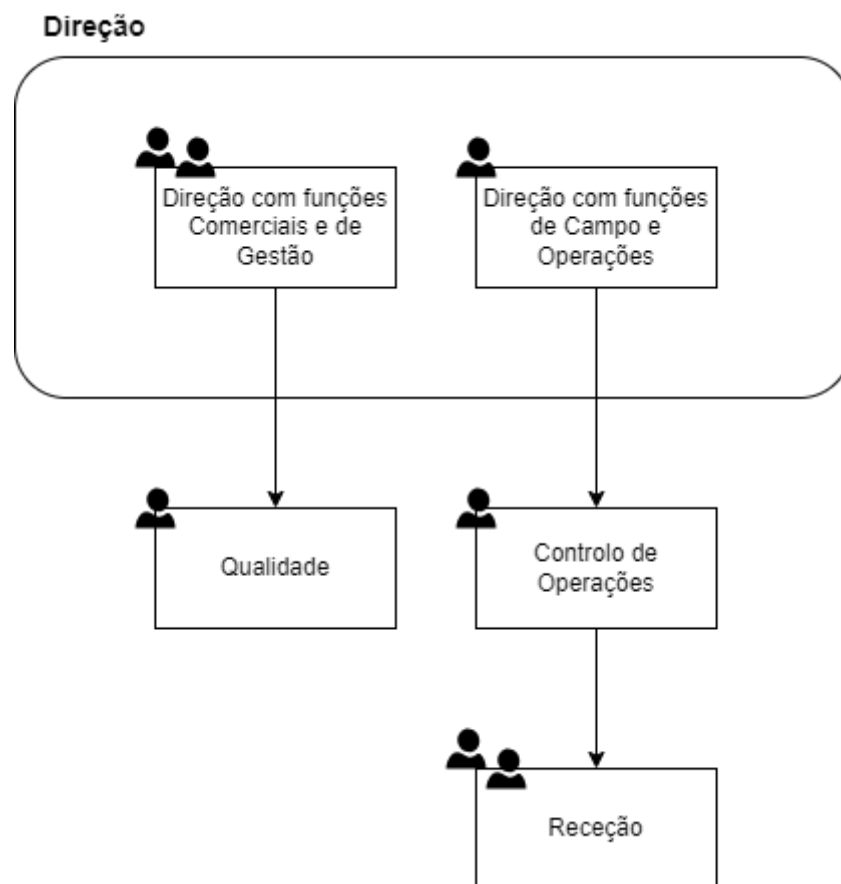 Direção
Direção com funções
Comerciais e de
Gestão
Direção com funções
de Campo e
Operações
Qualidade
Controlo de
Operações
Receção